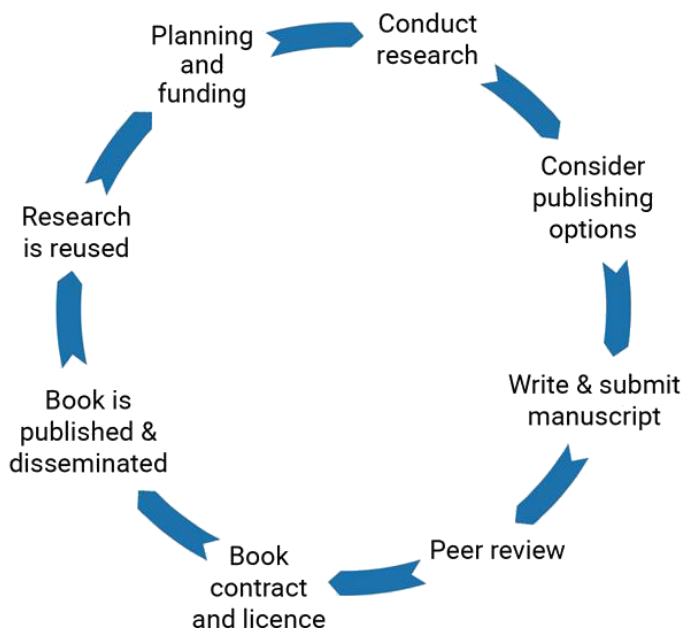 Planning
and
funding
Conduct
research
Consider
publishing
options
Write & submit
manuscript
Peer review
Book
contract
and licence
Book is
published &
disseminated
Research
is reused